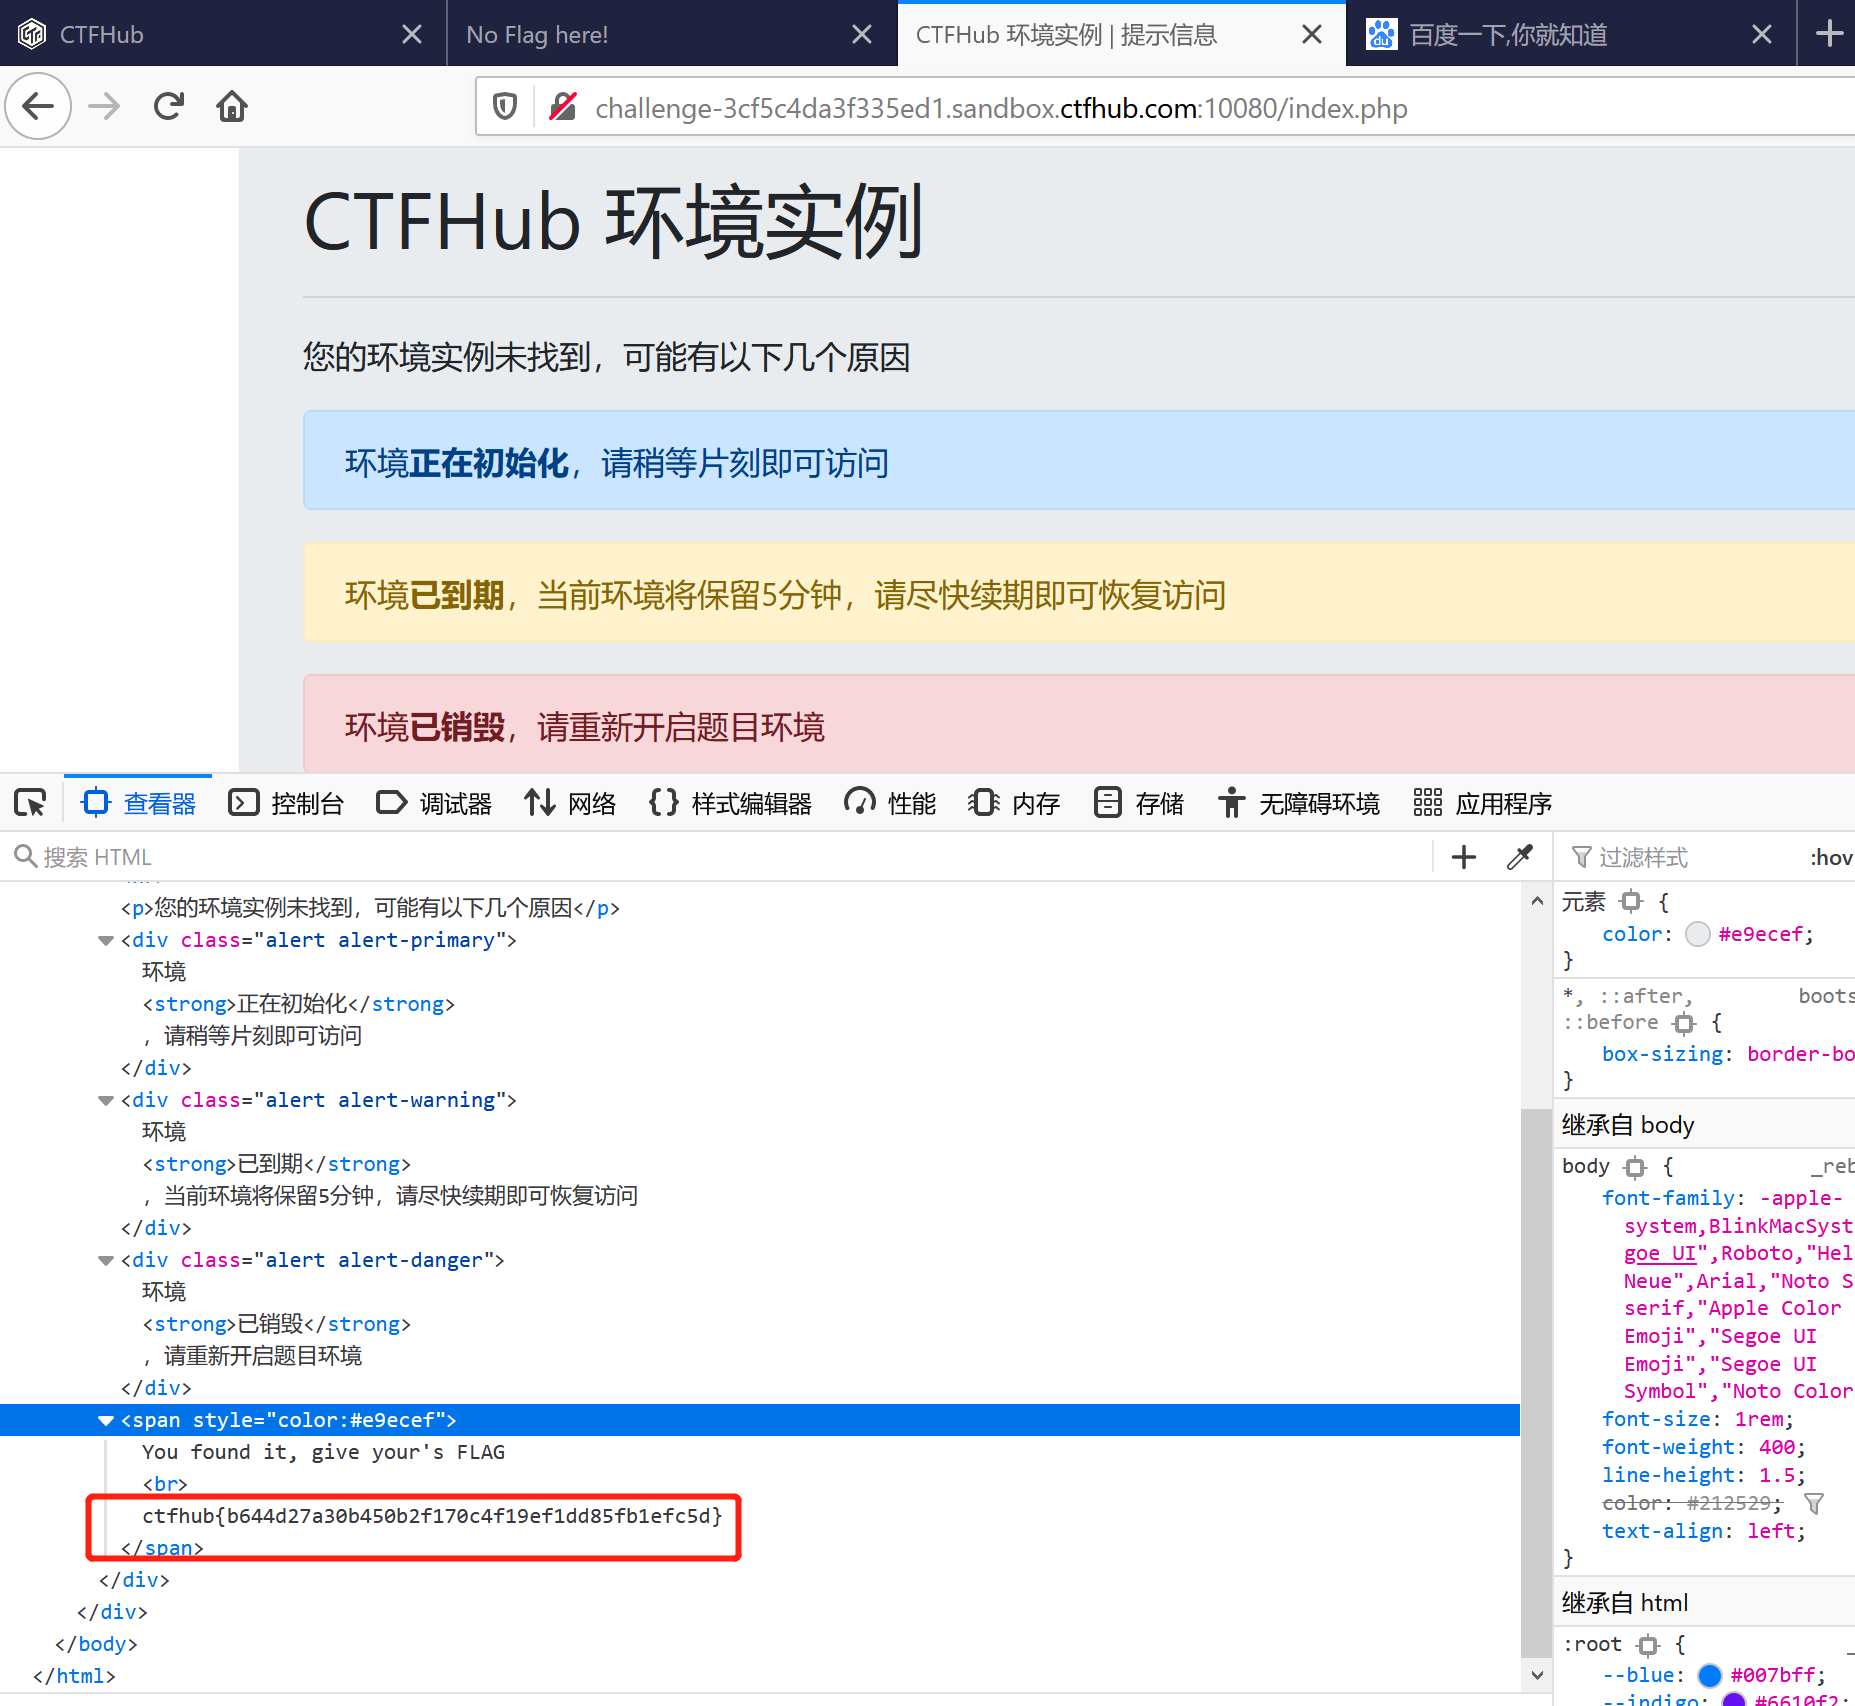 CTFHub
No Flag here!
CTFHub 环境实例 | 提示信息
百度一下,你就知道
challenge-3cf5c4da3f335ed1.sandbox.ctfhub.com:10080/index.php
CTFHub 环境实例
您的环境实例未找到，可能有以下几个原因
环境正在初始化，请稍等片刻即可访问
环境已到期，当前环境将保留5分钟，请尽快续期即可恢复访问
环境已销毁，请重新开启题目环境
查看器 控制台 调试器 网络 样式编辑器 性能 内存 存储 无障碍环境 应用程序
搜索 HTML
<p>您的环境实例未找到，可能有以下几个原因</p>
<div class="alert alert-primary">
环境
<strong>正在初始化</strong>
，请稍等片刻即可访问
</div>
<div class="alert alert-warning">
环境
<strong>已到期</strong>
，当前环境将保留5分钟，请尽快续期即可恢复访问
</div>
<div class="alert alert-danger">
环境
<strong>已销毁</strong>
，请重新开启题目环境
</div>
<span style="color:#e9ecef">
You found it, give your's FLAG
<br>
ctfhub{b644d27a30b450b2f170c4f19ef1dd85fb1efc5d}
</span>
</div>
</div>
</body>
</html>
过滤样式 :hov
元素 {
color: #e9ecef;
}
*, ::after, boots
::before {
box-sizing: border-bo
}
继承自 body
body { _reb
font-family: -apple-
system,BlinkMacSyst
goe UI",Roboto,"Hel
Neue",Arial,"Noto S
serif,"Apple Color
Emoji","Segoe UI
Emoji","Segoe UI
Symbol","Noto Color
font-size: 1rem;
font-weight: 400;
line-height: 1.5;
color: #212529;
text-align: left;
}
继承自 html
:root {
--blue: #007bff;
--indigo: #6610f2;